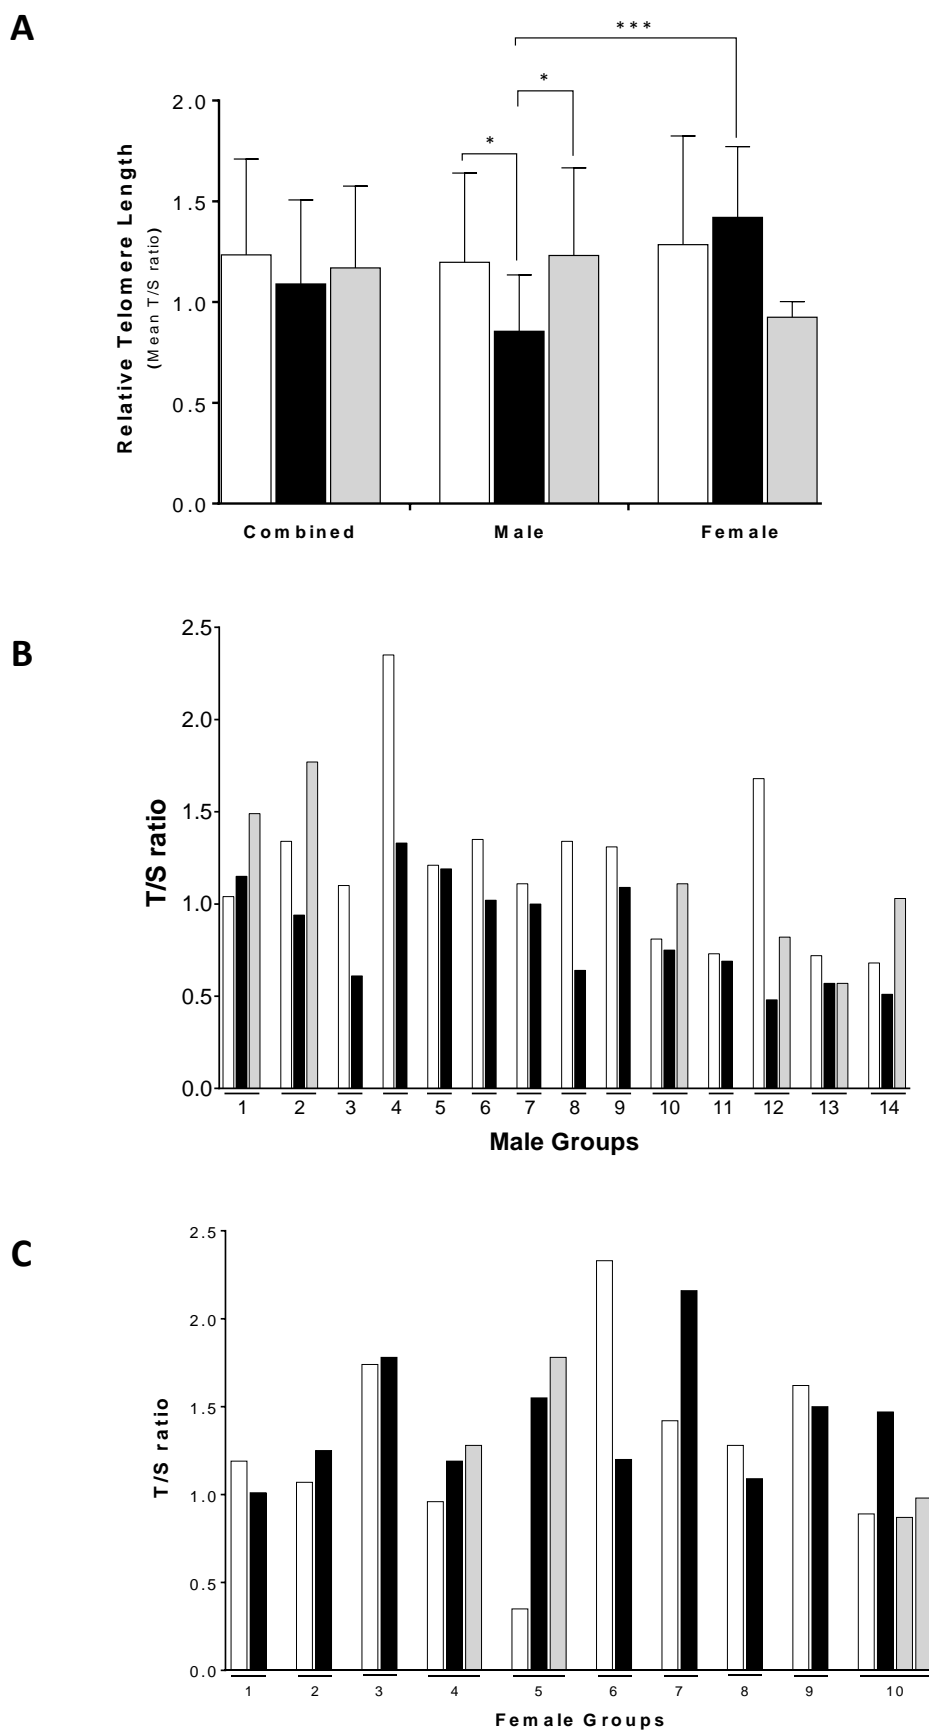 A
***
*
*
Relative Telomere Length
(Mean T/S ratio)
2.0
1.5
1.0
0.5
0.0
Combined Male Female
B
T/S ratio
2.5
2.0
1.5
1.0
0.5
0.0
1 2 3 4 5 6 7 8 9 10 11 12 13 14
Male Groups
C
T/S ratio
2.5
2.0
1.5
1.0
0.5
0.0
1 2 3 4 5 6 7 8 9 10
Female Groups